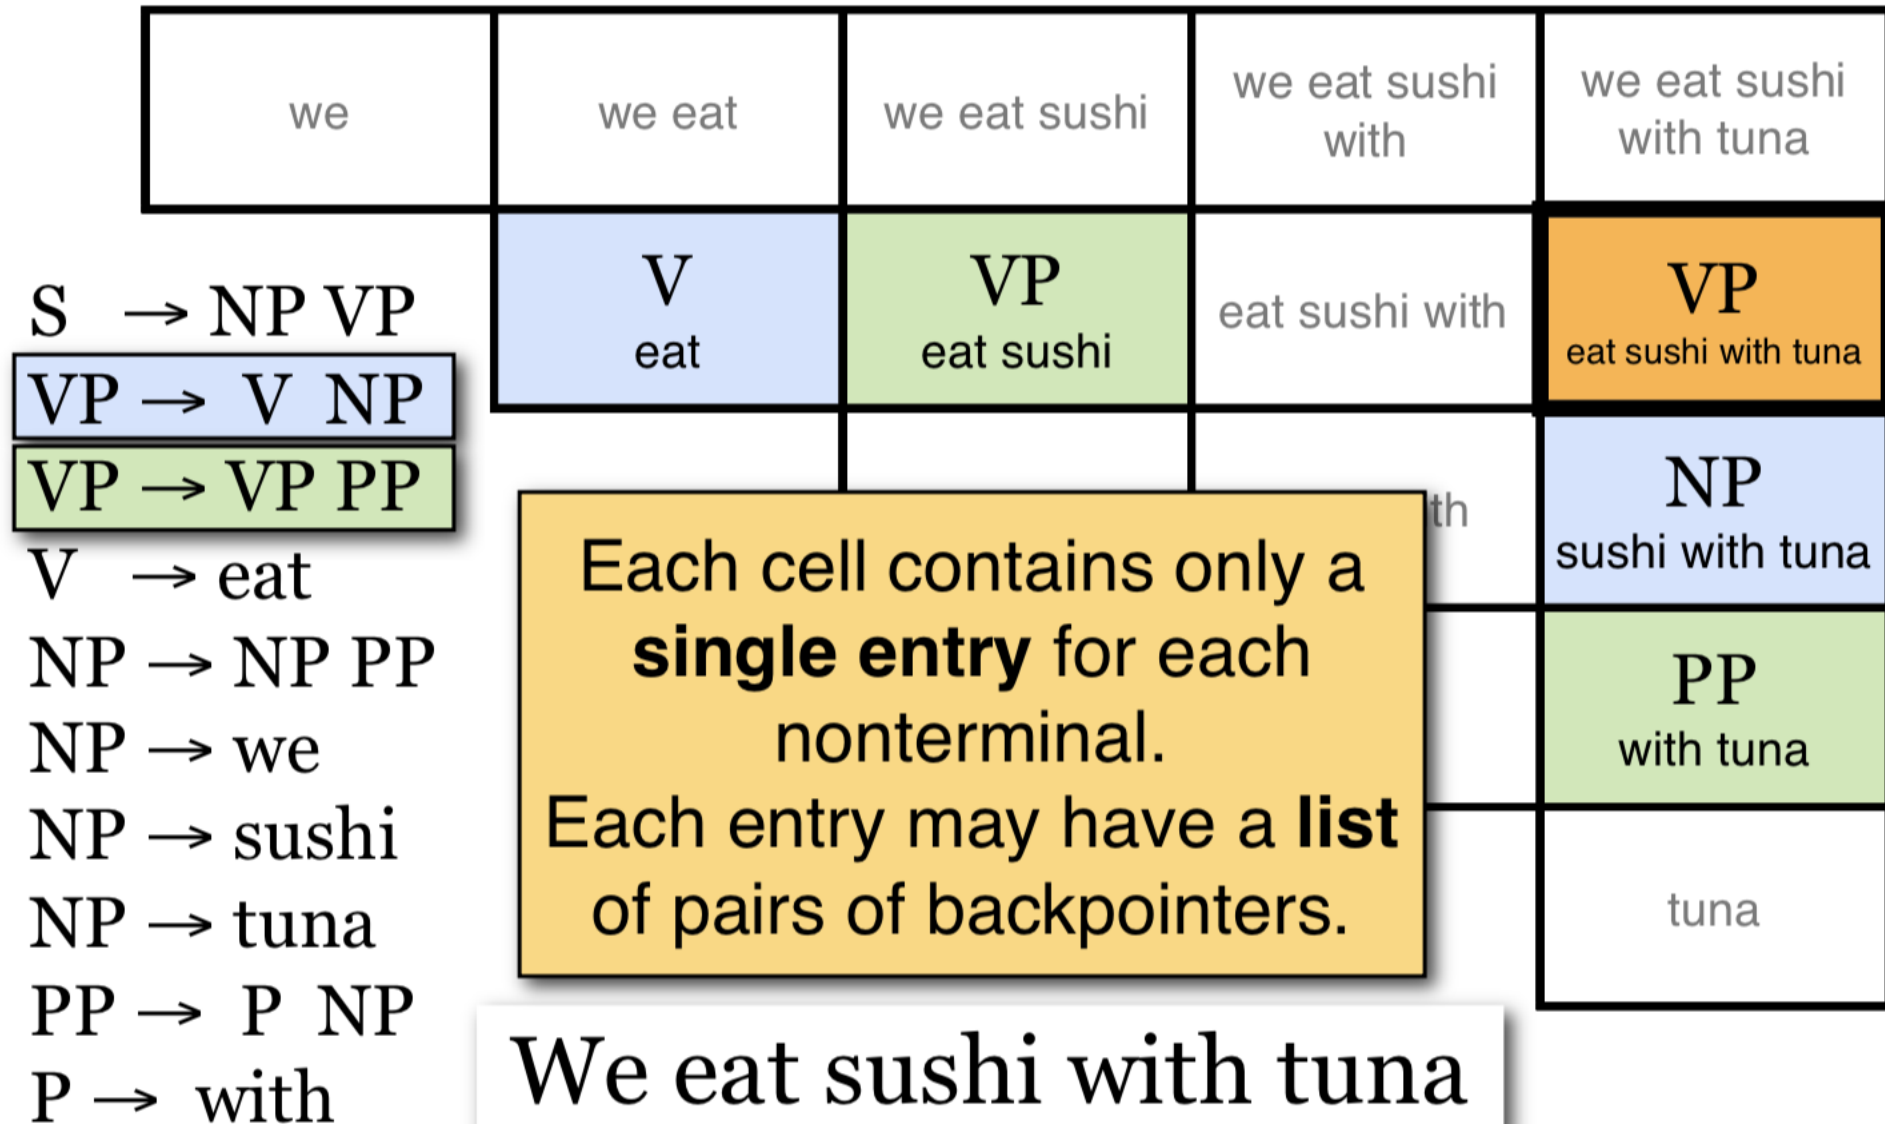 we
we eat
we eat sushi
we eat sushi
with
we eat sushi
with tuna
V
eat
VP
eat sushi
eat sushi with
VP
eat sushi with tuna
NP
sushi with tuna
PP
with tuna
tuna
S → NP VP
VP → V NP
VP → VP PP
V → eat
NP → NP PP
NP → we
NP → sushi
NP → tuna
PP → P NP
P → with
Each cell contains only a
single entry for each
nonterminal.
Each entry may have a list
of pairs of backpointers.
We eat sushi with tuna